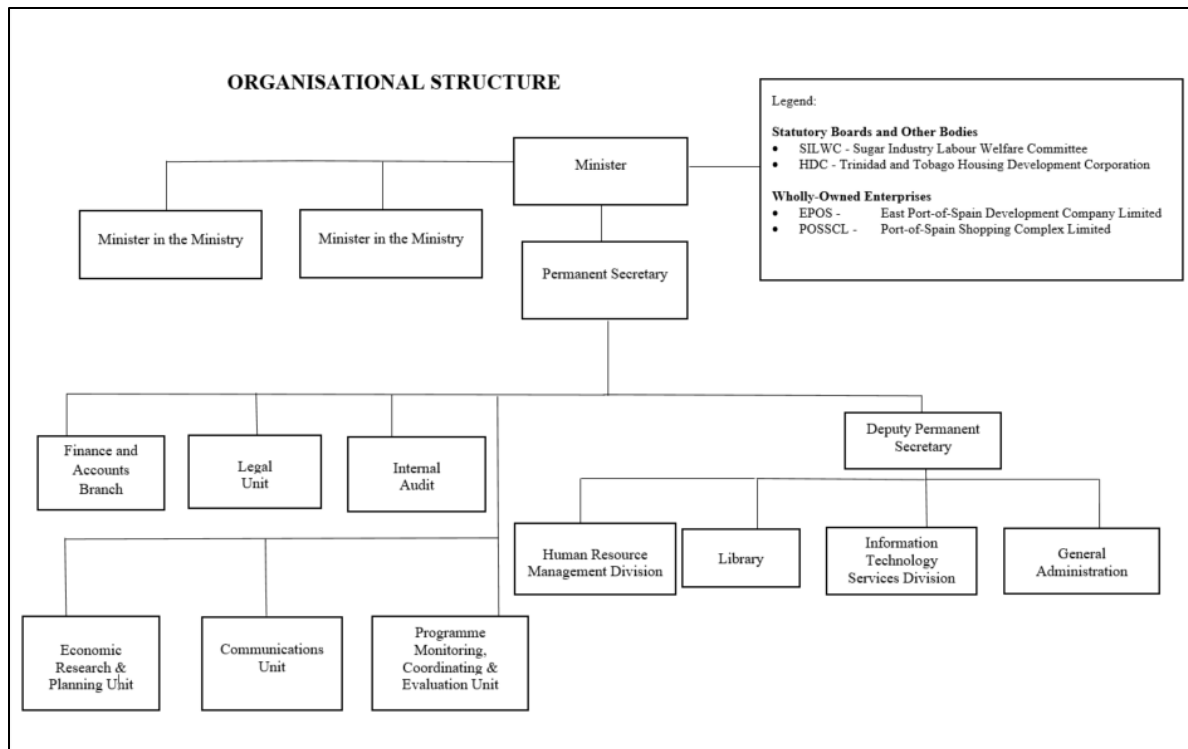 ORGANISATIONAL STRUCTURE
Legend:
Statutory Boards and Other Bodies
• SILWC - Sugar Industry Labour Welfare Committee
• HDC - Trinidad and Tobago Housing Development Corporation
Wholly-Owned Enterprises
• EPOS - East Port-of-Spain Development Company Limited
• POSSCL - Port-of-Spain Shopping Complex Limited
Minister
Minister in the Ministry
Minister in the Ministry
Permanent Secretary
Finance and
Accounts
Branch
Legal
Unit
Internal
Audit
Deputy Permanent
Secretary
Human Resource
Management Division
Library
Information
Technology
Services Division
General
Administration
Economic
Research &
Planning Unit
Communications
Unit
Programme
Monitoring,
Coordinating &
Evaluation Unit